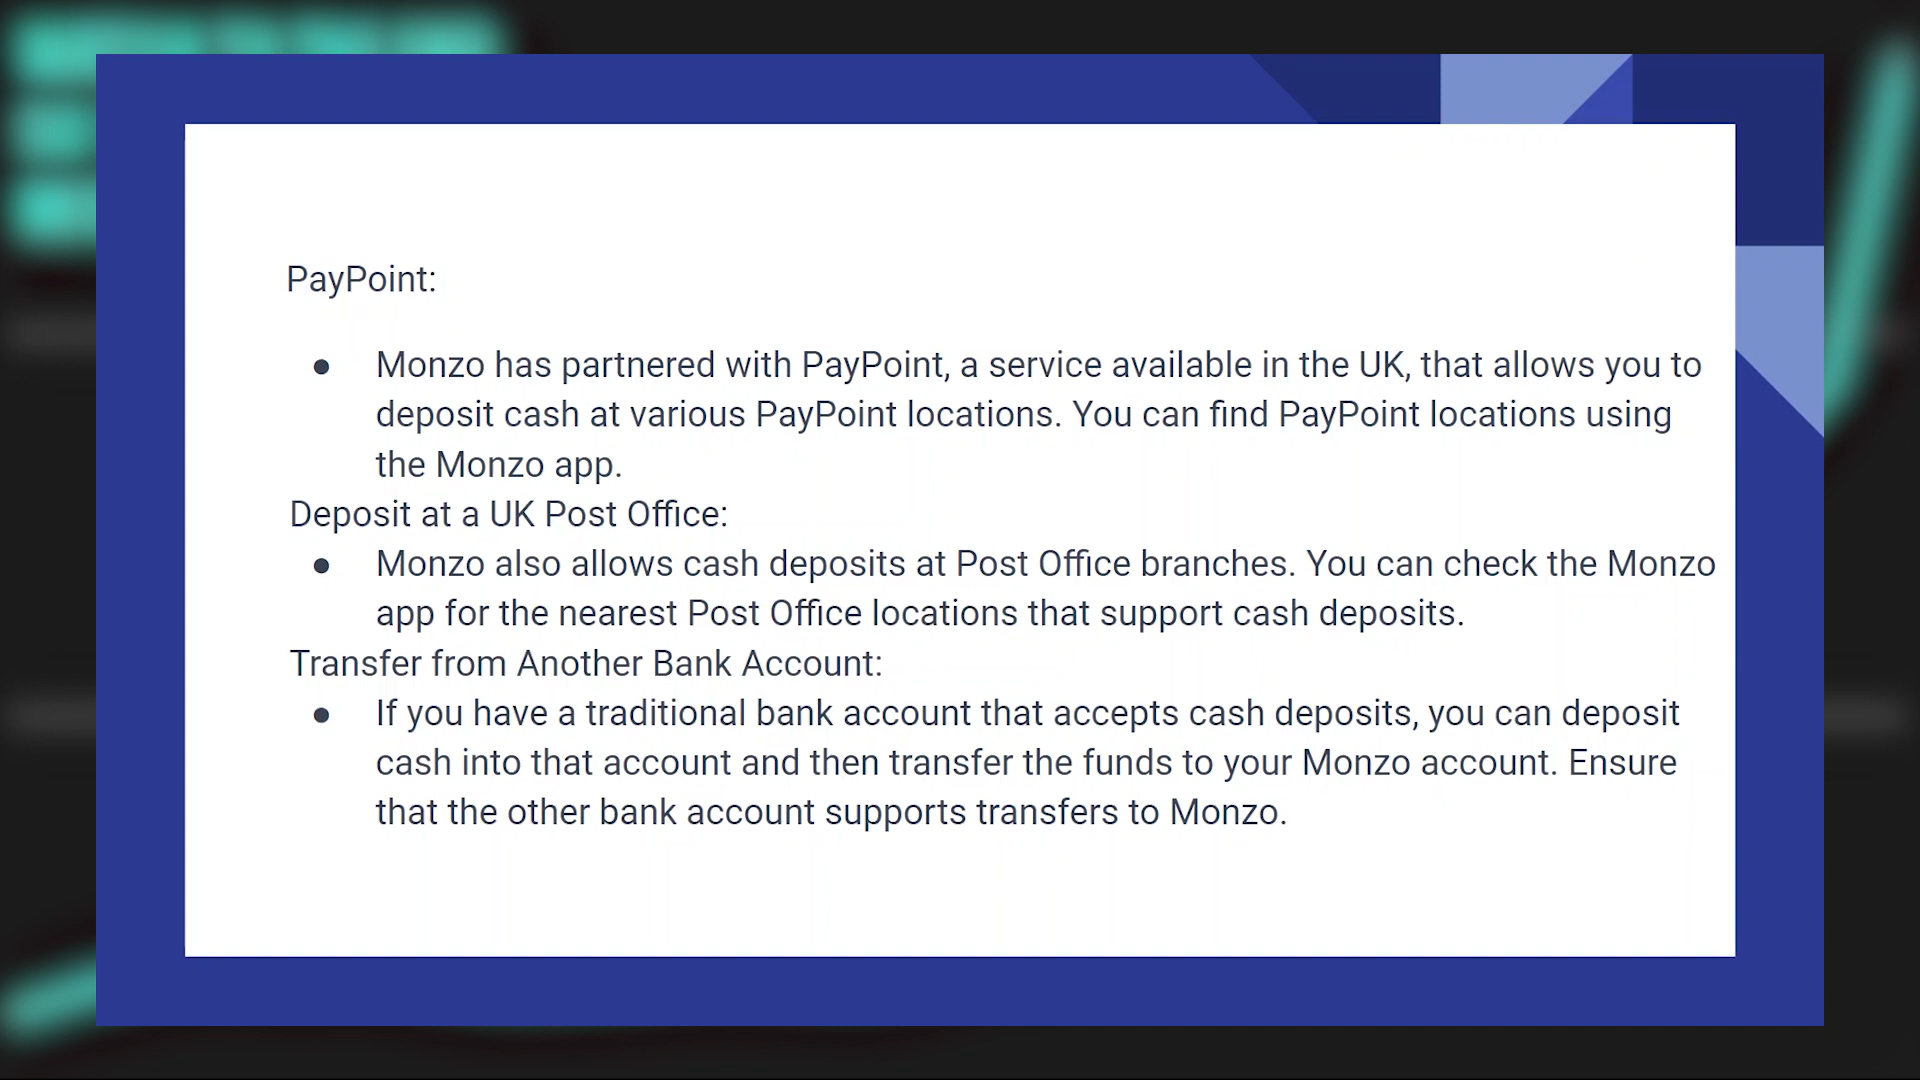 PayPoint:
● Monzo has partnered with PayPoint, a service available in the UK, that allows you to
deposit cash at various PayPoint locations. You can find PayPoint locations using
the Monzo app.
Deposit at a UK Post Office:
● Monzo also allows cash deposits at Post Office branches. You can check the Monzo
app for the nearest Post Office locations that support cash deposits.
Transfer from Another Bank Account:
● If you have a traditional bank account that accepts cash deposits, you can deposit
cash into that account and then transfer the funds to your Monzo account. Ensure
that the other bank account supports transfers to Monzo.